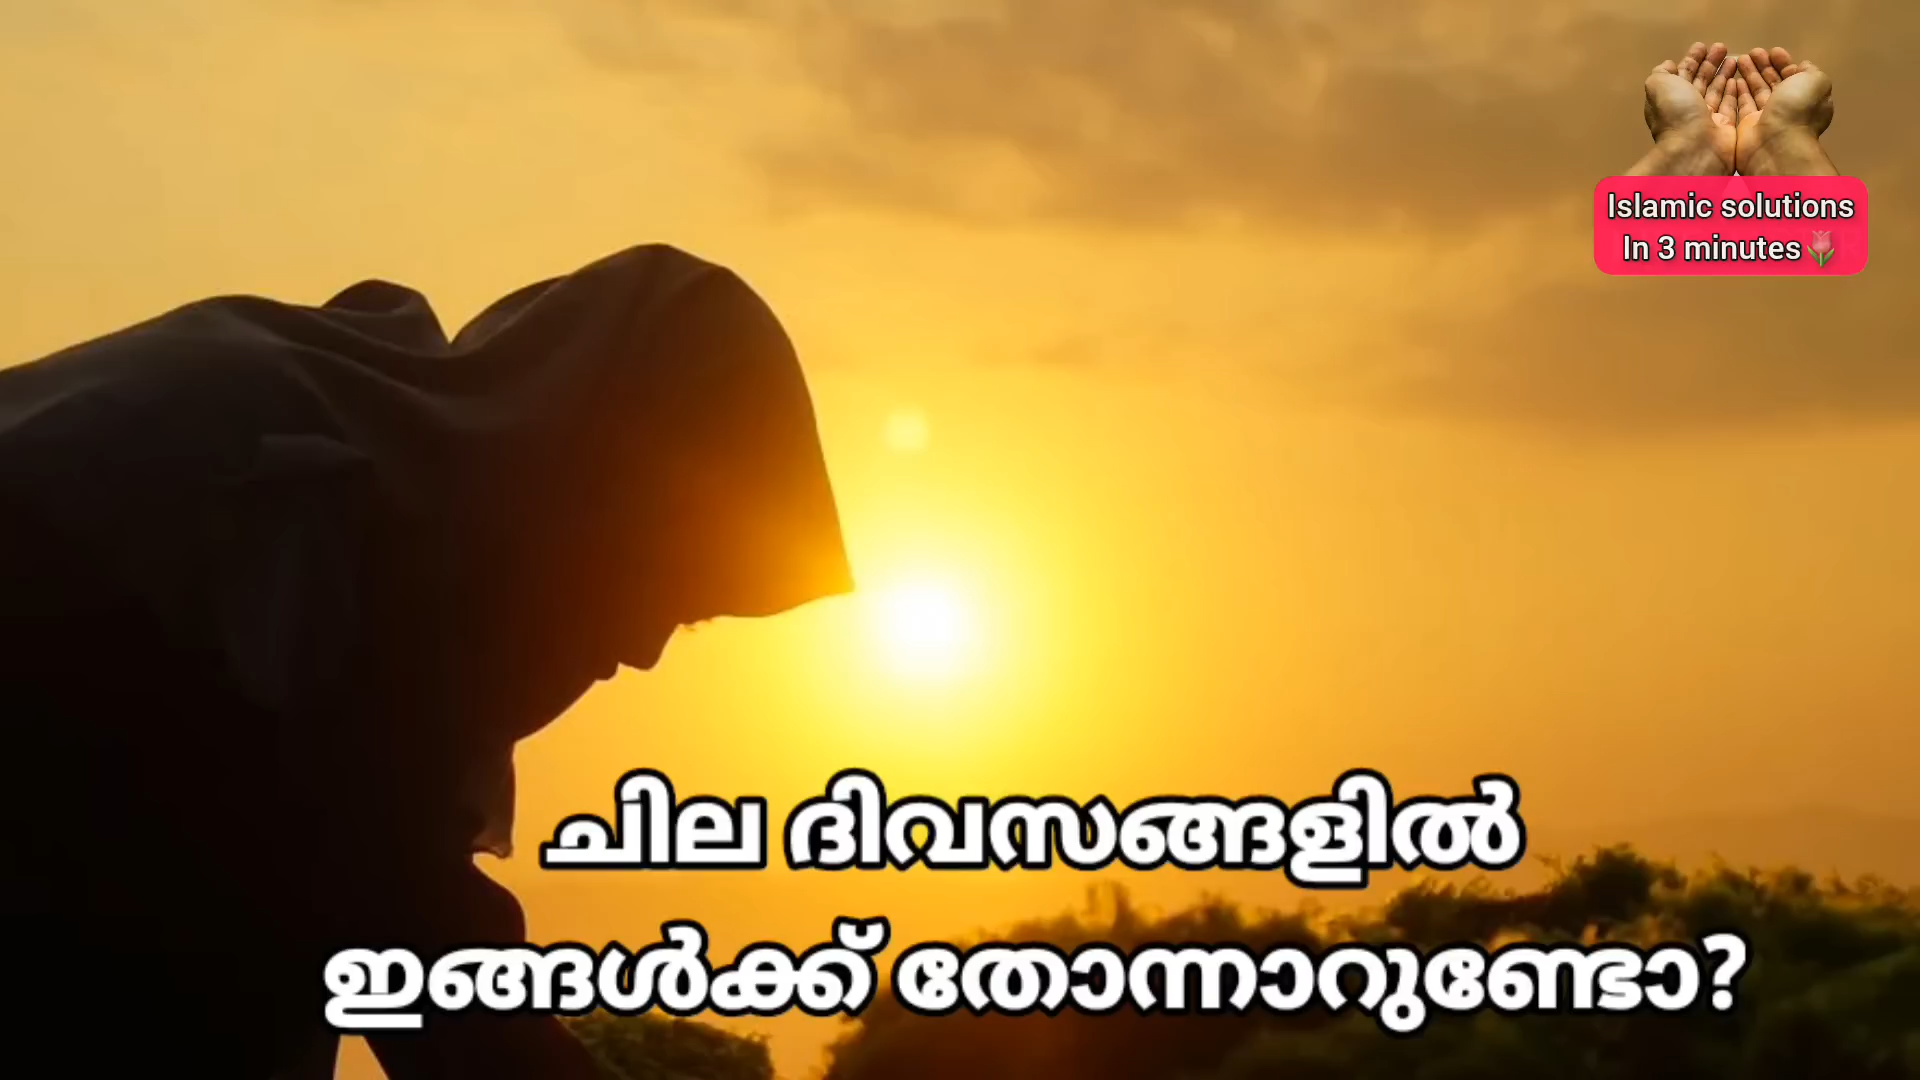 Islamic solutions
In 3 minutes🌷
ചില ദിവസങ്ങളിൽ
ഇങ്ങൾക്ക് തോന്നാറുണ്ടോ?